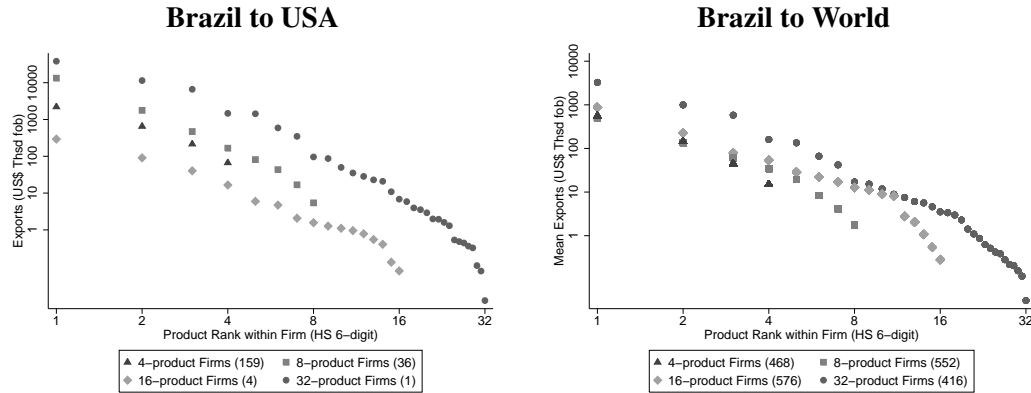 Brazil to USA
Exports (US$ Thsd fob)
10000
1000
100
10
1
1 2 4 8 16 32
Product Rank within Firm (HS 6−digit)
4−product Firms (159) 8−product Firms (36)
16−product Firms (4) 32−product Firms (1)
Brazil to World
Mean Exports (US$ Thsd fob)
10000
1000
100
10
1
1 2 4 8 16 32
Product Rank within Firm (HS 6−digit)
4−product Firms (468) 8−product Firms (552)
16−product Firms (576) 32−product Firms (416)